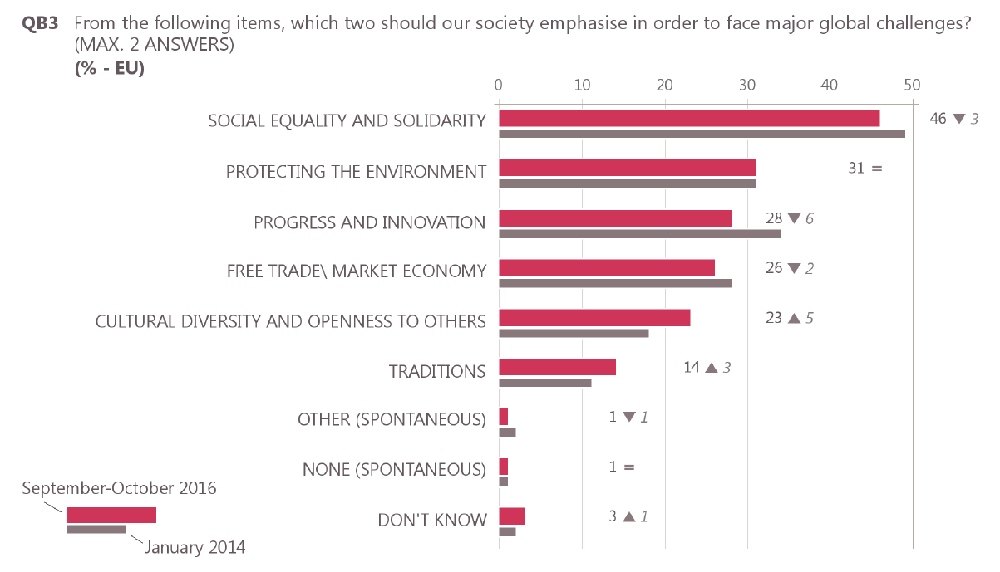 QB3 From the following items, which two should our society emphasise in order to face major global challenges?
(MAX. 2 ANSWERS)
(% - EU)
0 10 20 30 40 50
SOCIAL EQUALITY AND SOLIDARITY 46 ▼ 3
PROTECTING THE ENVIRONMENT 31 =
PROGRESS AND INNOVATION 28 ▼ 6
FREE TRADE\ MARKET ECONOMY 26 ▼ 2
CULTURAL DIVERSITY AND OPENNESS TO OTHERS 23 ▲ 5
TRADITIONS 14 ▲ 3
OTHER (SPONTANEOUS) 1 ▼ 1
NONE (SPONTANEOUS) 1 =
DON'T KNOW 3 ▲ 1
September-October 2016
January 2014